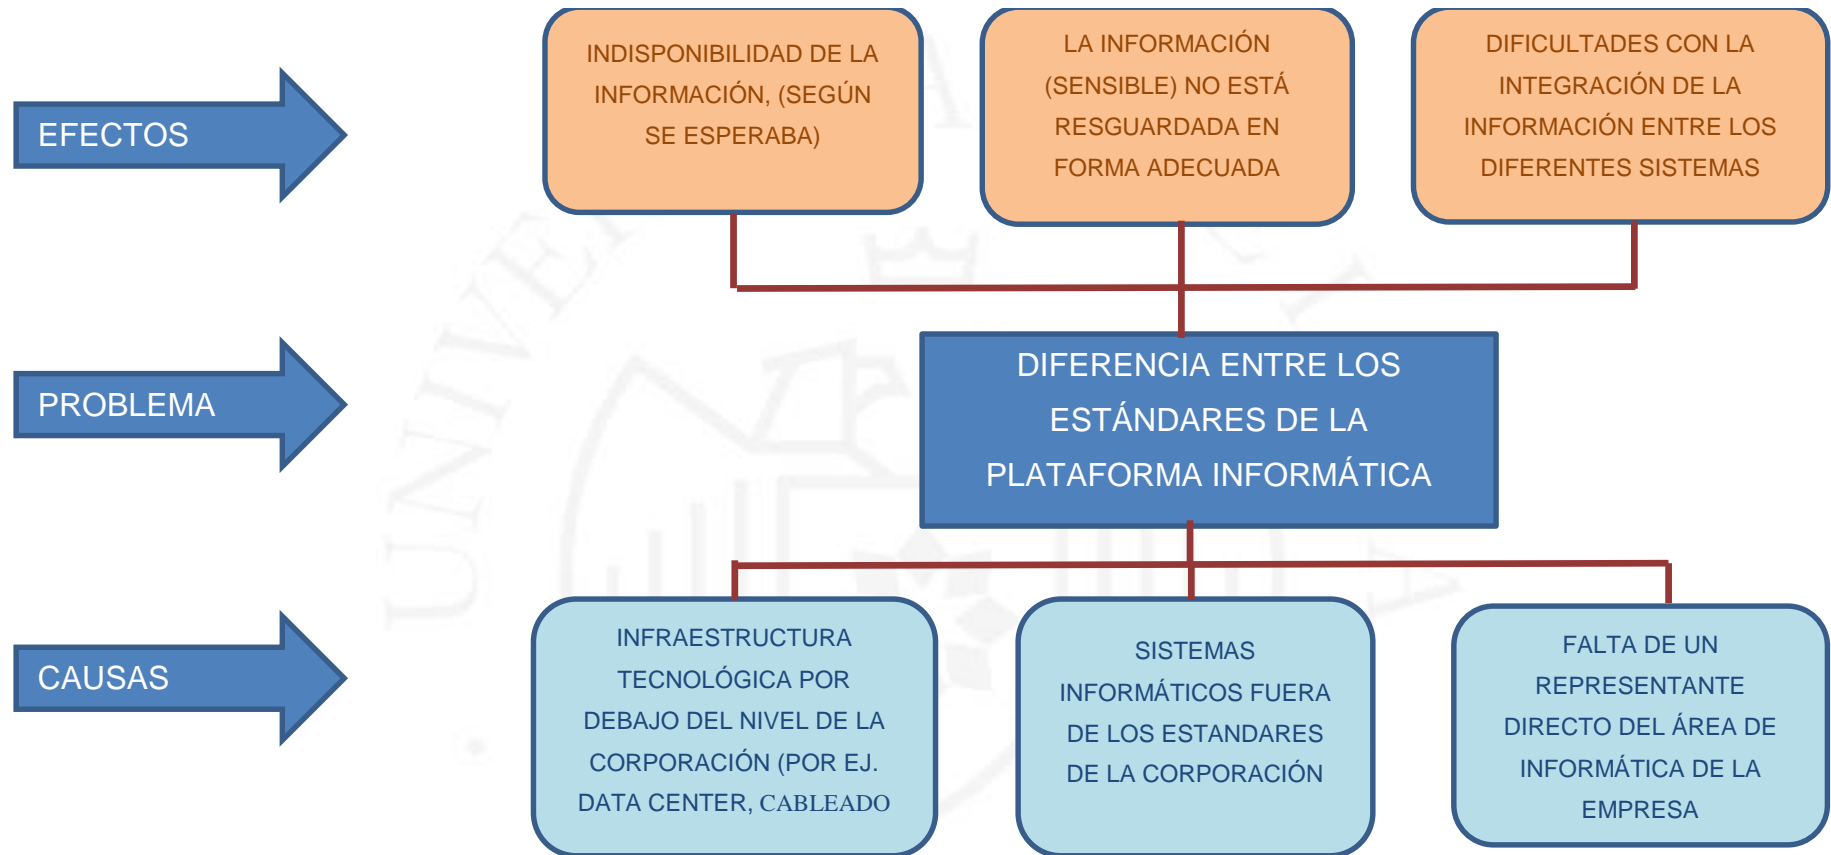 EFECTOS
INDISPONIBILIDAD DE LA
INFORMACIÓN, (SEGÚN
SE ESPERABA)
LA INFORMACIÓN
(SENSIBLE) NO ESTÁ
RESGUARDADA EN
FORMA ADECUADA
DIFICULTADES CON LA
INTEGRACIÓN DE LA
INFORMACIÓN ENTRE LOS
DIFERENTES SISTEMAS
PROBLEMA
DIFERENCIA ENTRE LOS
ESTÁNDARES DE LA
PLATAFORMA INFORMÁTICA
CAUSAS
INFRAESTRUCTURA
TECNOLÓGICA POR
DEBAJO DEL NIVEL DE LA
CORPORACIÓN (POR EJ.
DATA CENTER, CABLEADO
SISTEMAS
INFORMÁTICOS FUERA
DE LOS ESTANDARES
DE LA CORPORACIÓN
FALTA DE UN
REPRESENTANTE
DIRECTO DEL ÁREA DE
INFORMÁTICA DE LA
EMPRESA